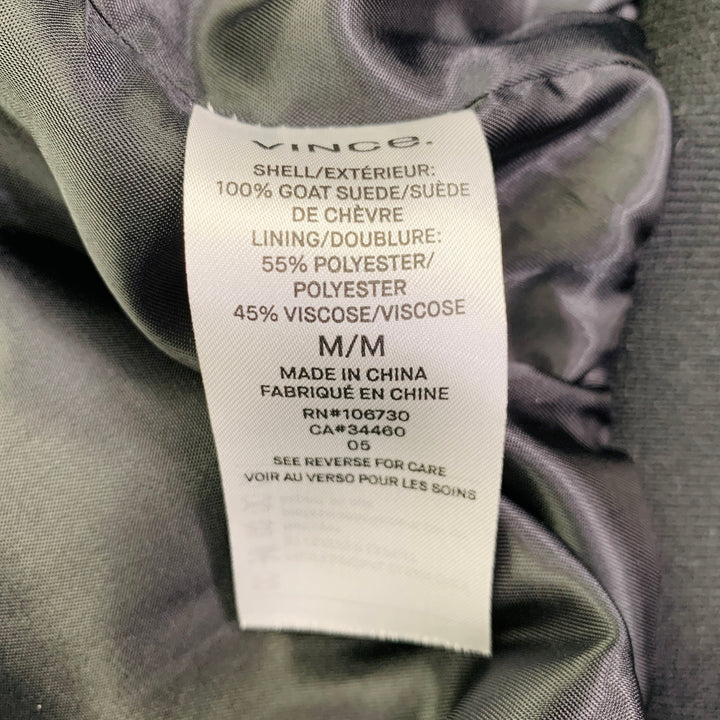 VINCE.
SHELL/EXTÉRIEUR:
100% GOAT SUEDE/SUÈDE
DE CHÈVRE
LINING/DOUBLURE:
55% POLYESTER/
POLYESTER
45% VISCOSE/VISCOSE
M/M
MADE IN CHINA
FABRIQUÉ EN CHINE
RN#106730
CA#34460
05
SEE REVERSE FOR CARE
VOIR AU VERSO POUR LES SOINS